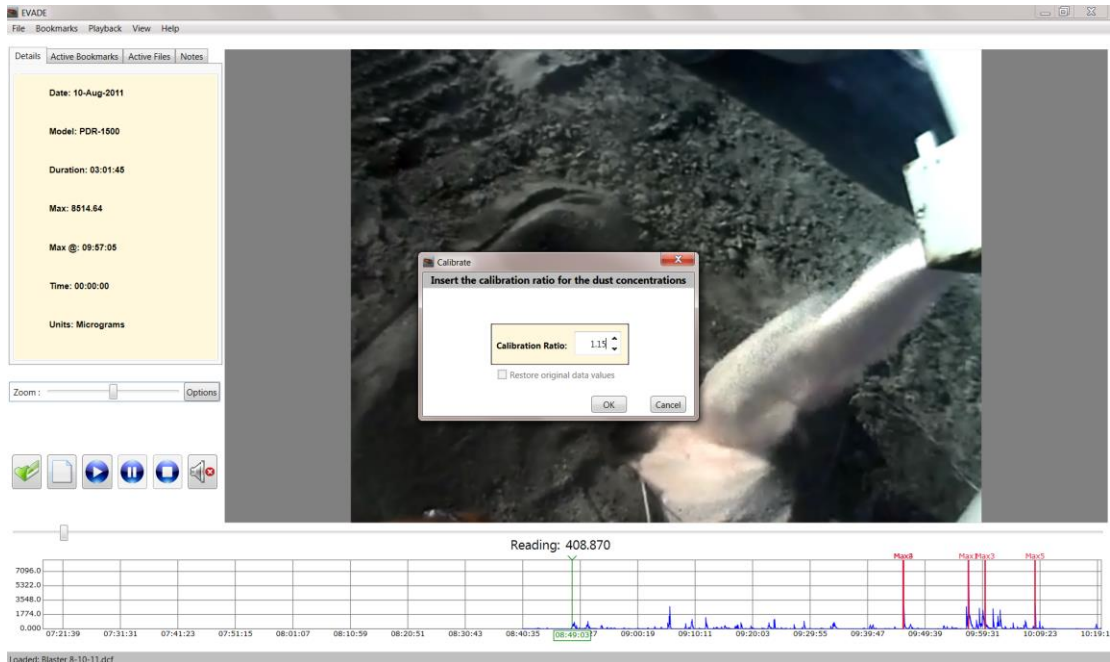 EVADE
File Bookmarks Playback View Help
Details Active Bookmarks Active Files Notes
Date: 10-Aug-2011
Model: PDR-1500
Duration: 03:01:45
Max: 8514.64
Max @: 09:57:05
Time: 00:00:00
Units: Micrograms
Zoom :
Options
Calibrate
Insert the calibration ratio for the dust concentrations
Calibration Ratio: 1.15
Restore original data values
OK Cancel
Reading: 408.870
Max3 Max5
7096.0
5322.0
3548.0
1774.0
0.000
07:21:39 07:31:31 07:41:23 07:51:15 08:01:07 08:10:59 08:20:51 08:30:43 08:40:35 08:49:03 09:00:19 09:10:11 09:20:03 09:29:55 09:39:47 09:49:39 09:59:31 10:09:23 10:19:1
Loaded: Blaster 8-10-11.dcf